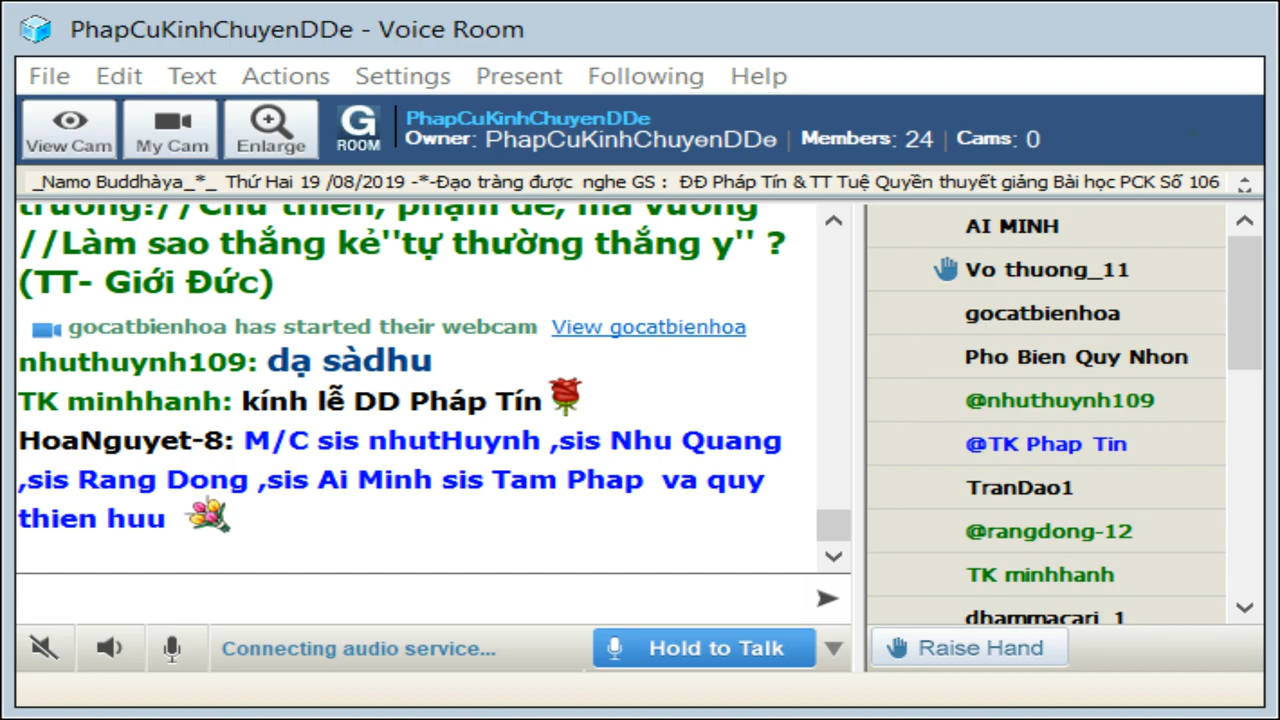 PhapCuKinhChuyenDDe - Voice Room
File Edit Text Actions Settings Present Following Help
View Cam
My Cam
Enlarge
G
ROOM
PhapCuKinhChuyenDDe
Owner: PhapCuKinhChuyenDDe | Members: 24 | Cams: 0
_Namo Buddhàya_*_ Thứ Hai 19 /08/2019 -*-Đạo tràng được nghe GS : ĐĐ Pháp Tín & TT Tuệ Quyền thuyết giảng Bài học PCK Số 106
//Làm sao thắng kẻ''tự thường thắng y'' ?
(TT- Giới Đức)
gocatbienhoa has started their webcam View gocatbienhoa
nhuthuynh109: dạ sàdhu
TK minhhanh: kính lễ DD Pháp Tín
HoaNguyet-8: M/C sis nhutHuynh ,sis Nhu Quang
,sis Rang Dong ,sis Ai Minh sis Tam Phap va quy
thien huu
AI MINH
Vo thuong_11
gocatbienhoa
Pho Bien Quy Nhon
@nhuthuynh109
@TK Phap Tin
TranDao1
@rangdong-12
TK minhhanh
dhammacari_1
Connecting audio service...
Hold to Talk
Raise Hand